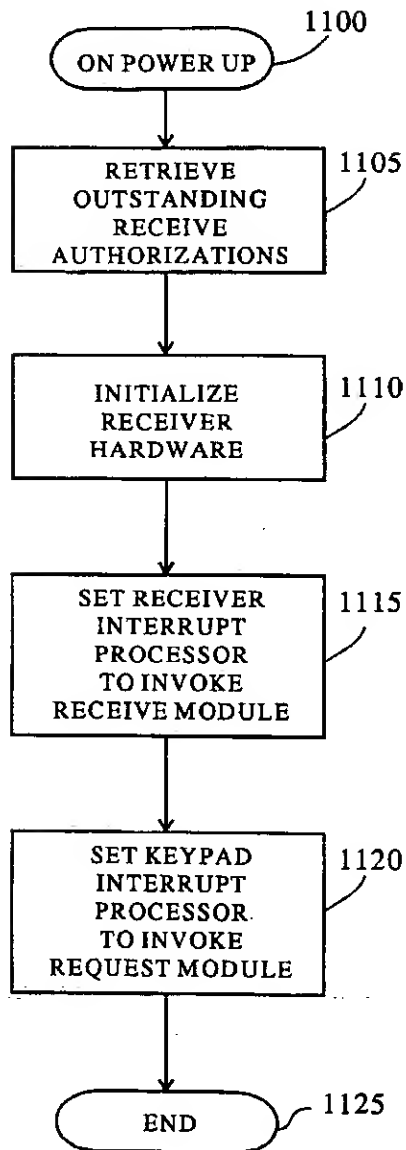 1100
ON POWER UP
1105
RETRIEVE
OUTSTANDING
RECEIVE
AUTHORIZATIONS
1110
INITIALIZE
RECEIVER
HARDWARE
1115
SET RECEIVER
INTERRUPT
PROCESSOR
TO INVOKE
RECEIVE MODULE
1120
SET KEYPAD
INTERRUPT
PROCESSOR
TO INVOKE
REQUEST MODULE
END
1125